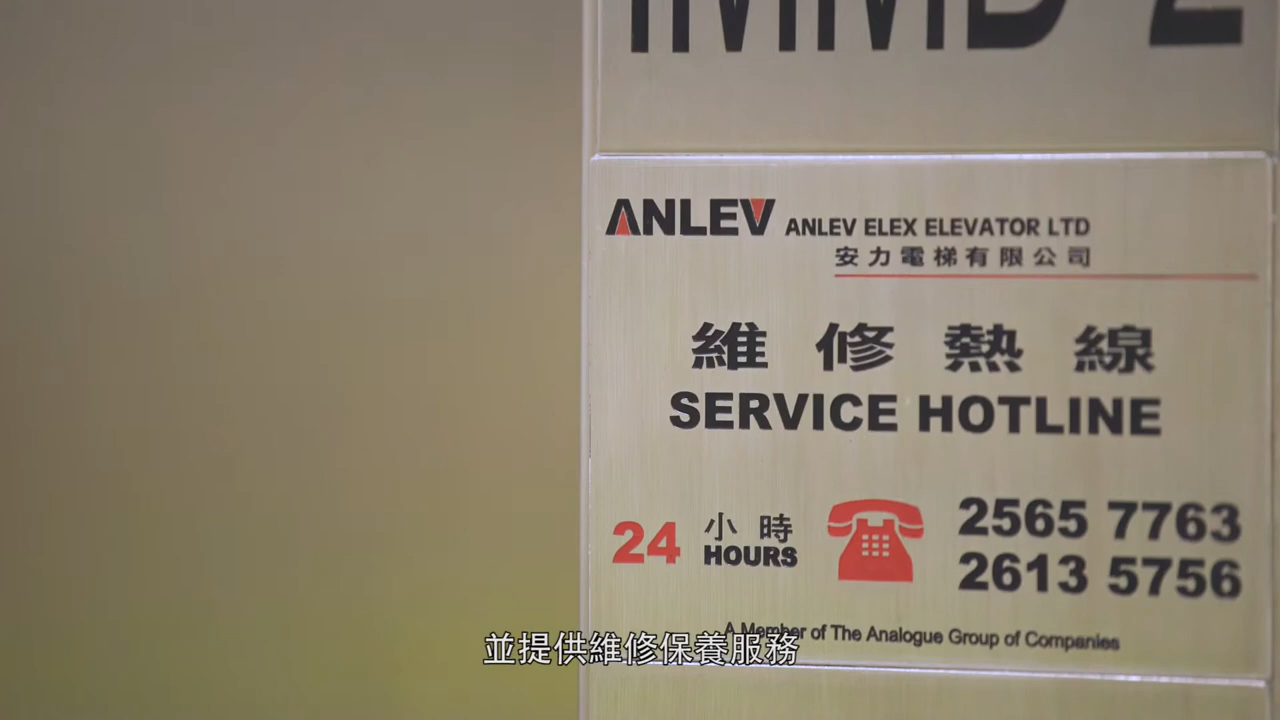 IMMD 2
ANLEV ANLEV ELEX ELEVATOR LTD
安力電梯有限公司
維修熱線
SERVICE HOTLINE
24 小時 HOURS
2565 7763
2613 5756
A Member of The Analogue Group of Companies
並提供維修保養服務